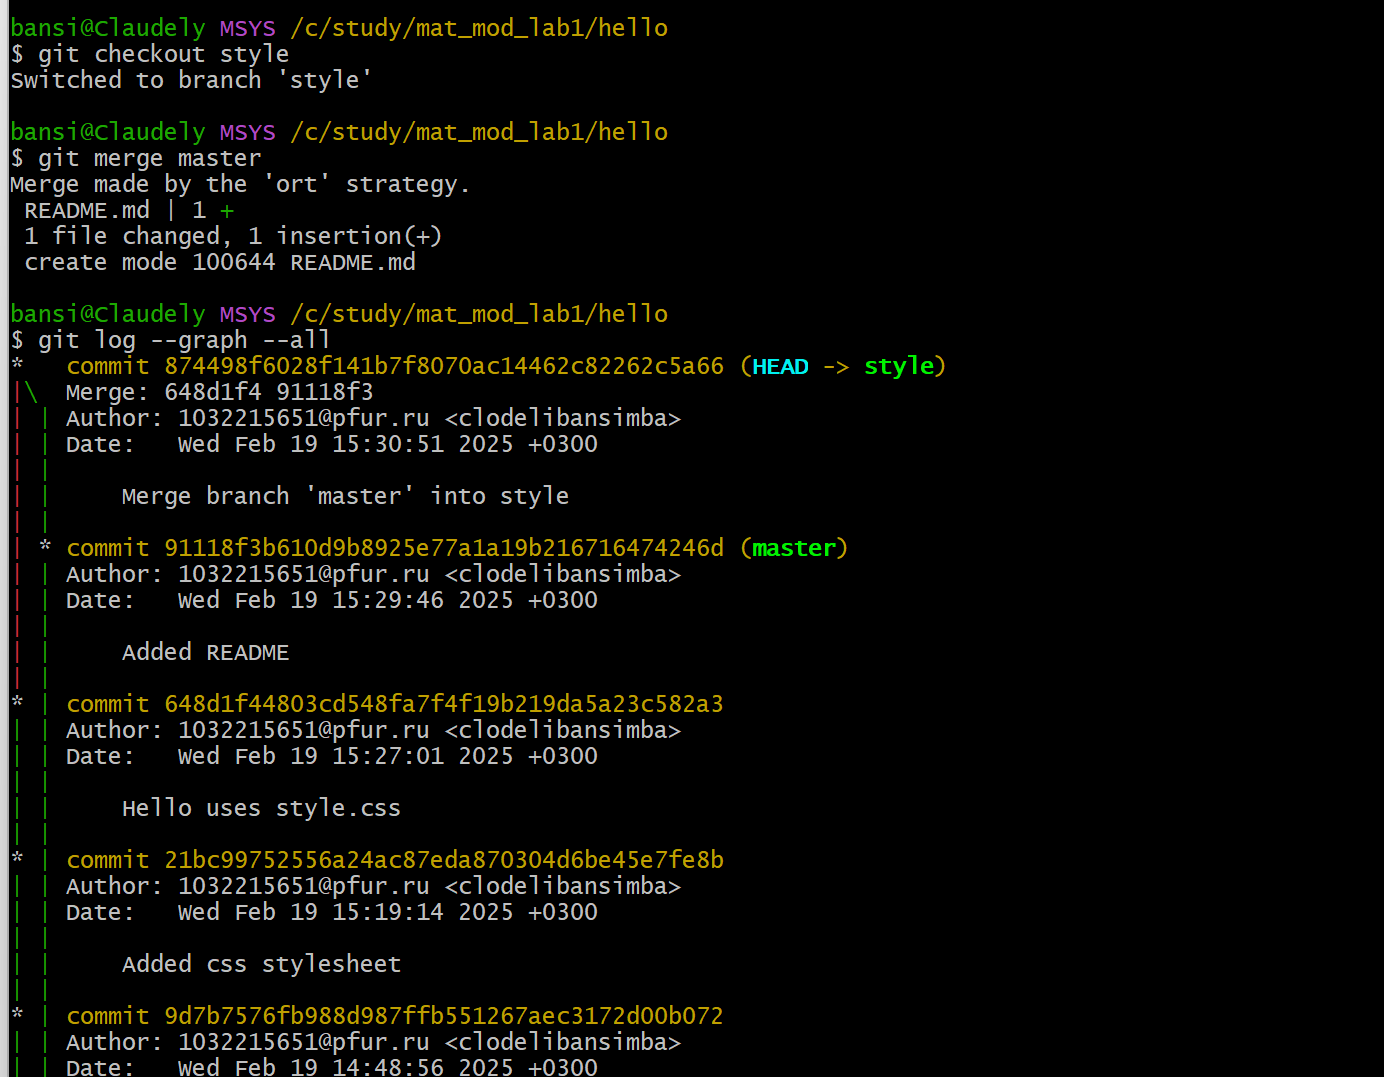 bansi@Claudely MSYS /c/study/mat_mod_lab1/hello
$ git checkout style
Switched to branch 'style'

bansi@Claudely MSYS /c/study/mat_mod_lab1/hello
$ git merge master
Merge made by the 'ort' strategy.
 README.md | 1 +
 1 file changed, 1 insertion(+)
 create mode 100644 README.md

bansi@Claudely MSYS /c/study/mat_mod_lab1/hello
$ git log --graph --all
*   commit 874498f6028f141b7f8070ac14462c82262c5a66 (HEAD -> style)
|\  Merge: 648d1f4 91118f3
| | Author: 1032215651@pfur.ru <clodelibansimba>
| | Date:   Wed Feb 19 15:30:51 2025 +0300
| |
| |     Merge branch 'master' into style
| |
| * commit 91118f3b610d9b8925e77a1a19b216716474246d (master)
| | Author: 1032215651@pfur.ru <clodelibansimba>
| | Date:   Wed Feb 19 15:29:46 2025 +0300
| |
| |     Added README
| |
* | commit 648d1f44803cd548fa7f4f19b219da5a23c582a3
| | Author: 1032215651@pfur.ru <clodelibansimba>
| | Date:   Wed Feb 19 15:27:01 2025 +0300
| |
| |     Hello uses style.css
| |
* | commit 21bc99752556a24ac87eda870304d6be45e7fe8b
| | Author: 1032215651@pfur.ru <clodelibansimba>
| | Date:   Wed Feb 19 15:19:14 2025 +0300
| |
| |     Added css stylesheet
| |
* | commit 9d7b7576fb988d987ffb551267aec3172d00b072
| | Author: 1032215651@pfur.ru <clodelibansimba>
| | Date:   Wed Feb 19 14:48:56 2025 +0300